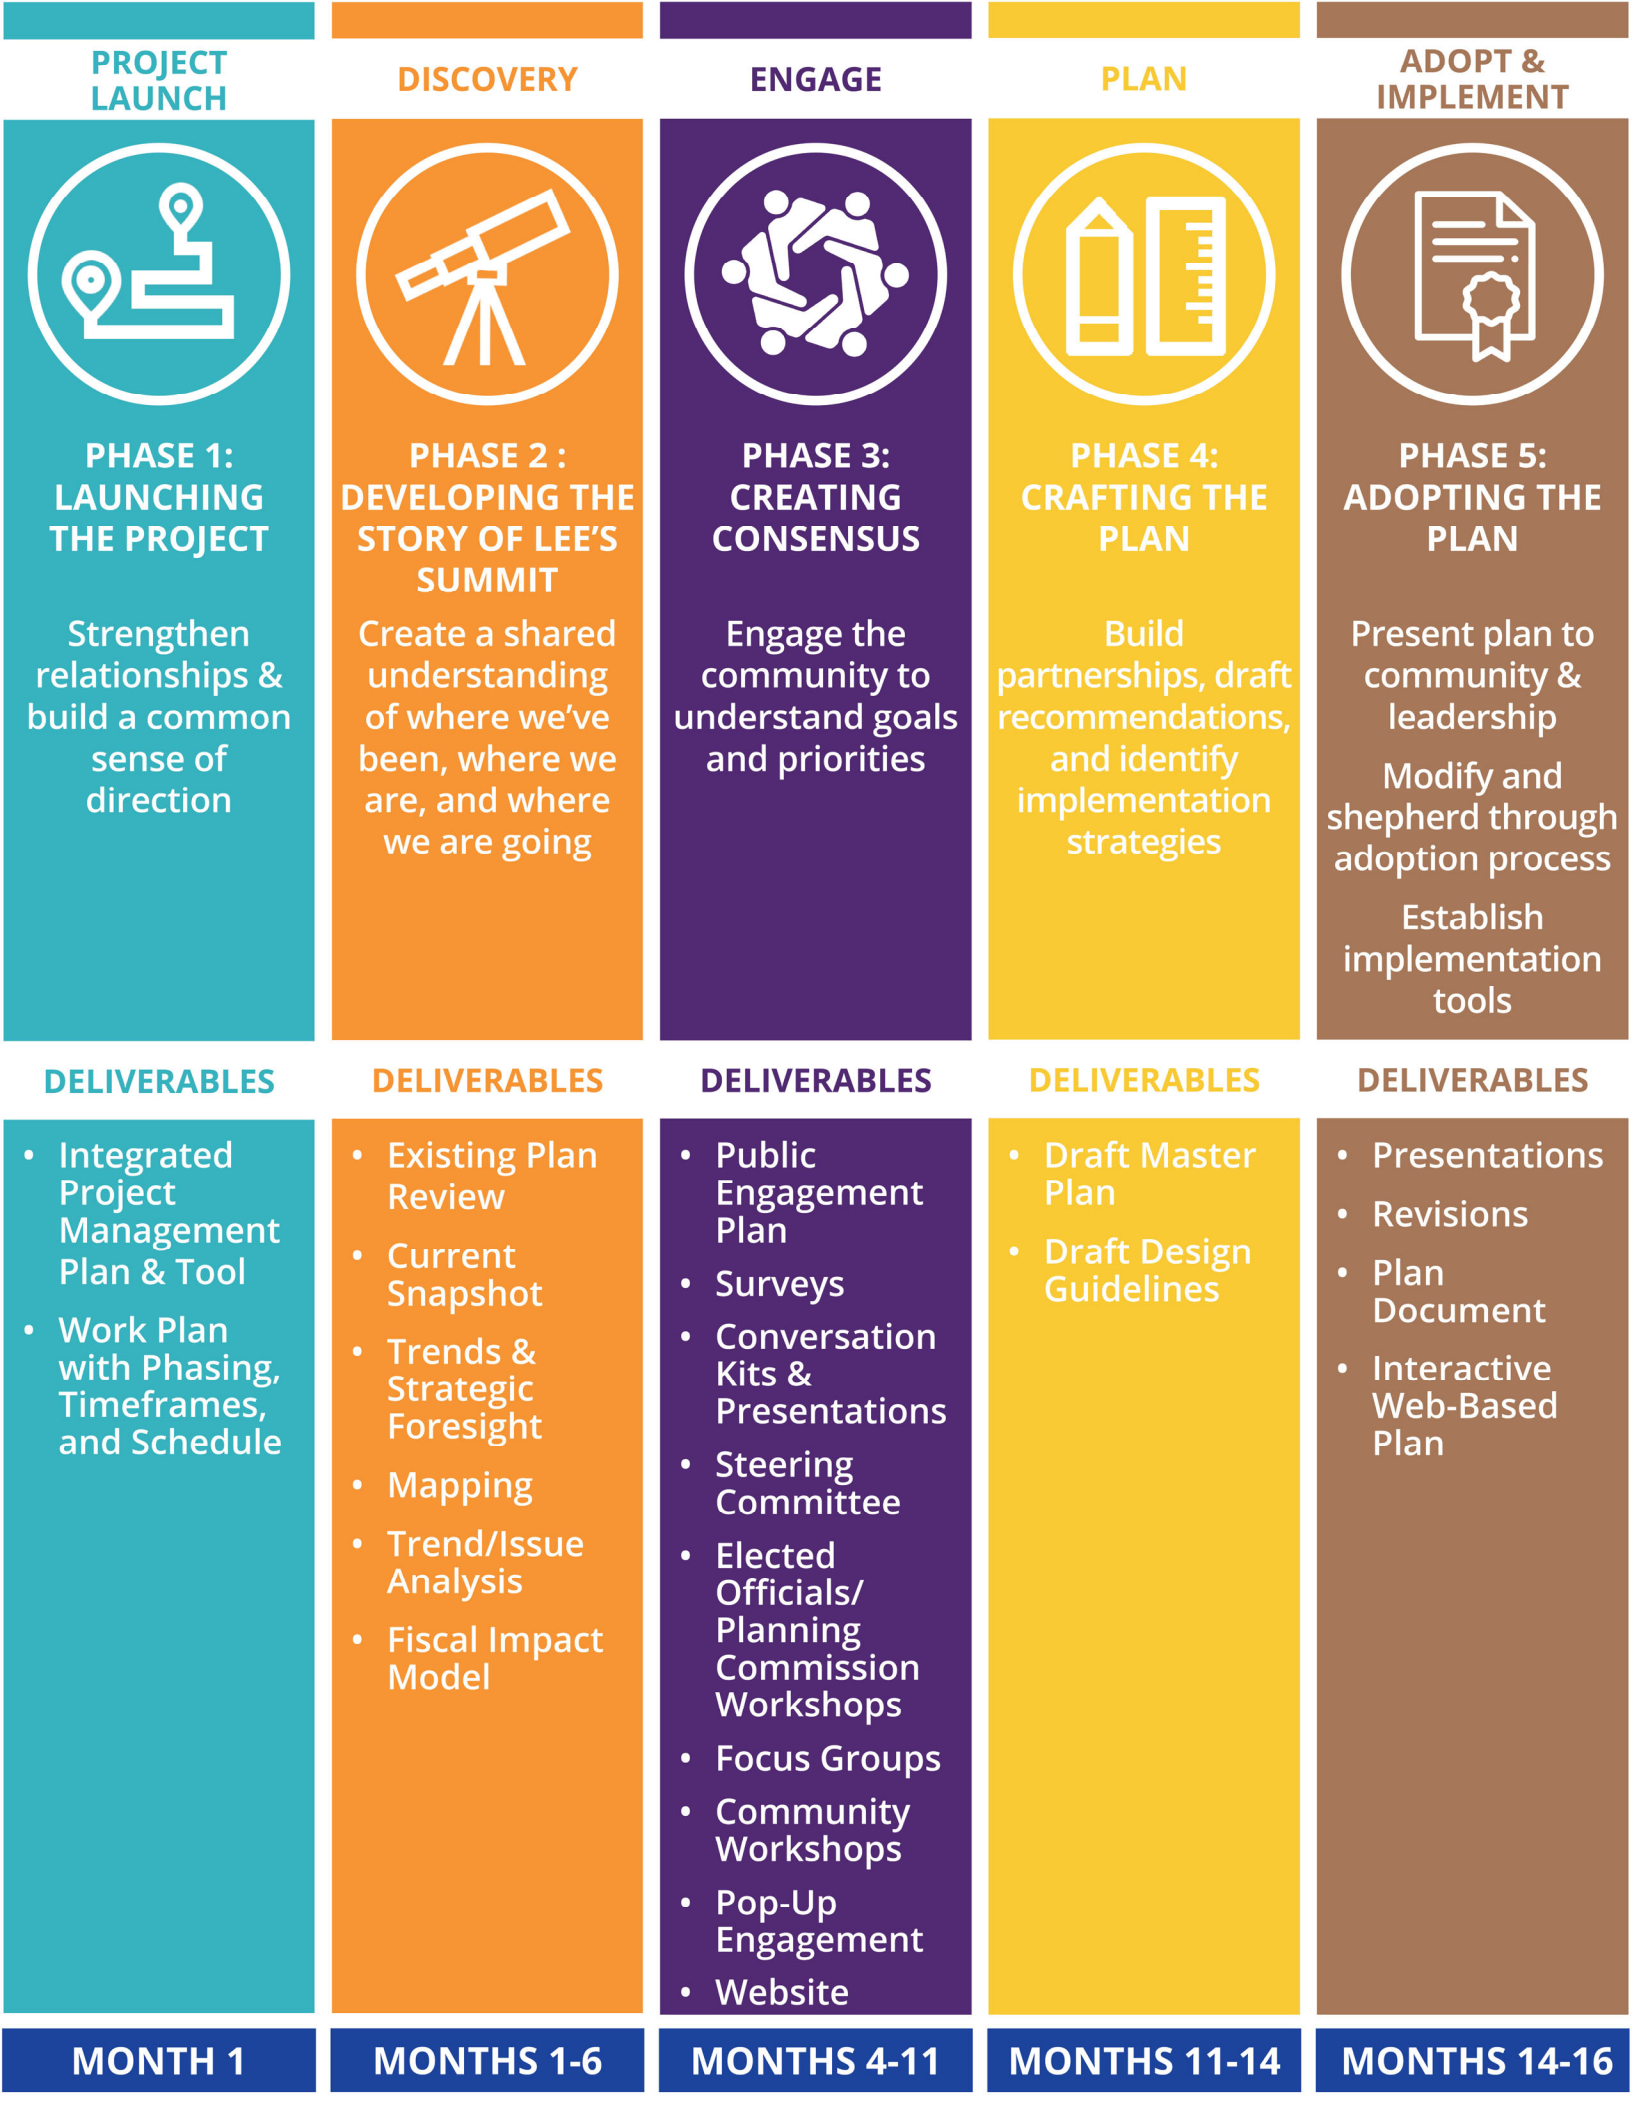 PROJECT
LAUNCH
PHASE 1:
LAUNCHING
THE PROJECT
Strengthen
relationships &
build a common
sense of
direction
DELIVERABLES
• Integrated
Project
Management
Plan & Tool
• Work Plan
with Phasing,
Timeframes,
and Schedule
MONTH 1
DISCOVERY
PHASE 2 :
DEVELOPING THE
STORY OF LEE’S
SUMMIT
Create a shared
understanding
of where we’ve
been, where we
are, and where
we are going
DELIVERABLES
• Existing Plan
Review
• Current
Snapshot
• Trends &
Strategic
Foresight
• Mapping
• Trend/Issue
Analysis
• Fiscal Impact
Model
MONTHS 1-6
ENGAGE
PHASE 3:
CREATING
CONSENSUS
Engage the
community to
understand goals
and priorities
DELIVERABLES
• Public
Engagement
Plan
• Surveys
• Conversation
Kits &
Presentations
• Steering
Committee
• Elected
Officials/
Planning
Commission
Workshops
• Focus Groups
• Community
Workshops
• Pop-Up
Engagement
• Website
MONTHS 4-11
PLAN
PHASE 4:
CRAFTING THE
PLAN
Build
partnerships, draft
recommendations,
and identify
implementation
strategies
DELIVERABLES
• Draft Master
Plan
• Draft Design
Guidelines
MONTHS 11-14
ADOPT &
IMPLEMENT
PHASE 5:
ADOPTING THE
PLAN
Present plan to
community &
leadership
Modify and
shepherd through
adoption process
Establish
implementation
tools
DELIVERABLES
• Presentations
• Revisions
• Plan
Document
• Interactive
Web-Based
Plan
MONTHS 14-16